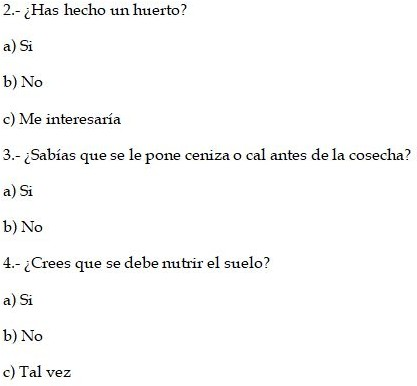 2.- ¿Has hecho un huerto?
a) Si
b) No
c) Me interesaría
3.- ¿Sabías que se le pone ceniza o cal antes de la cosecha?
a) Si
b) No
4.- ¿Crees que se debe nutrir el suelo?
a) Si
b) No
c) Tal vez